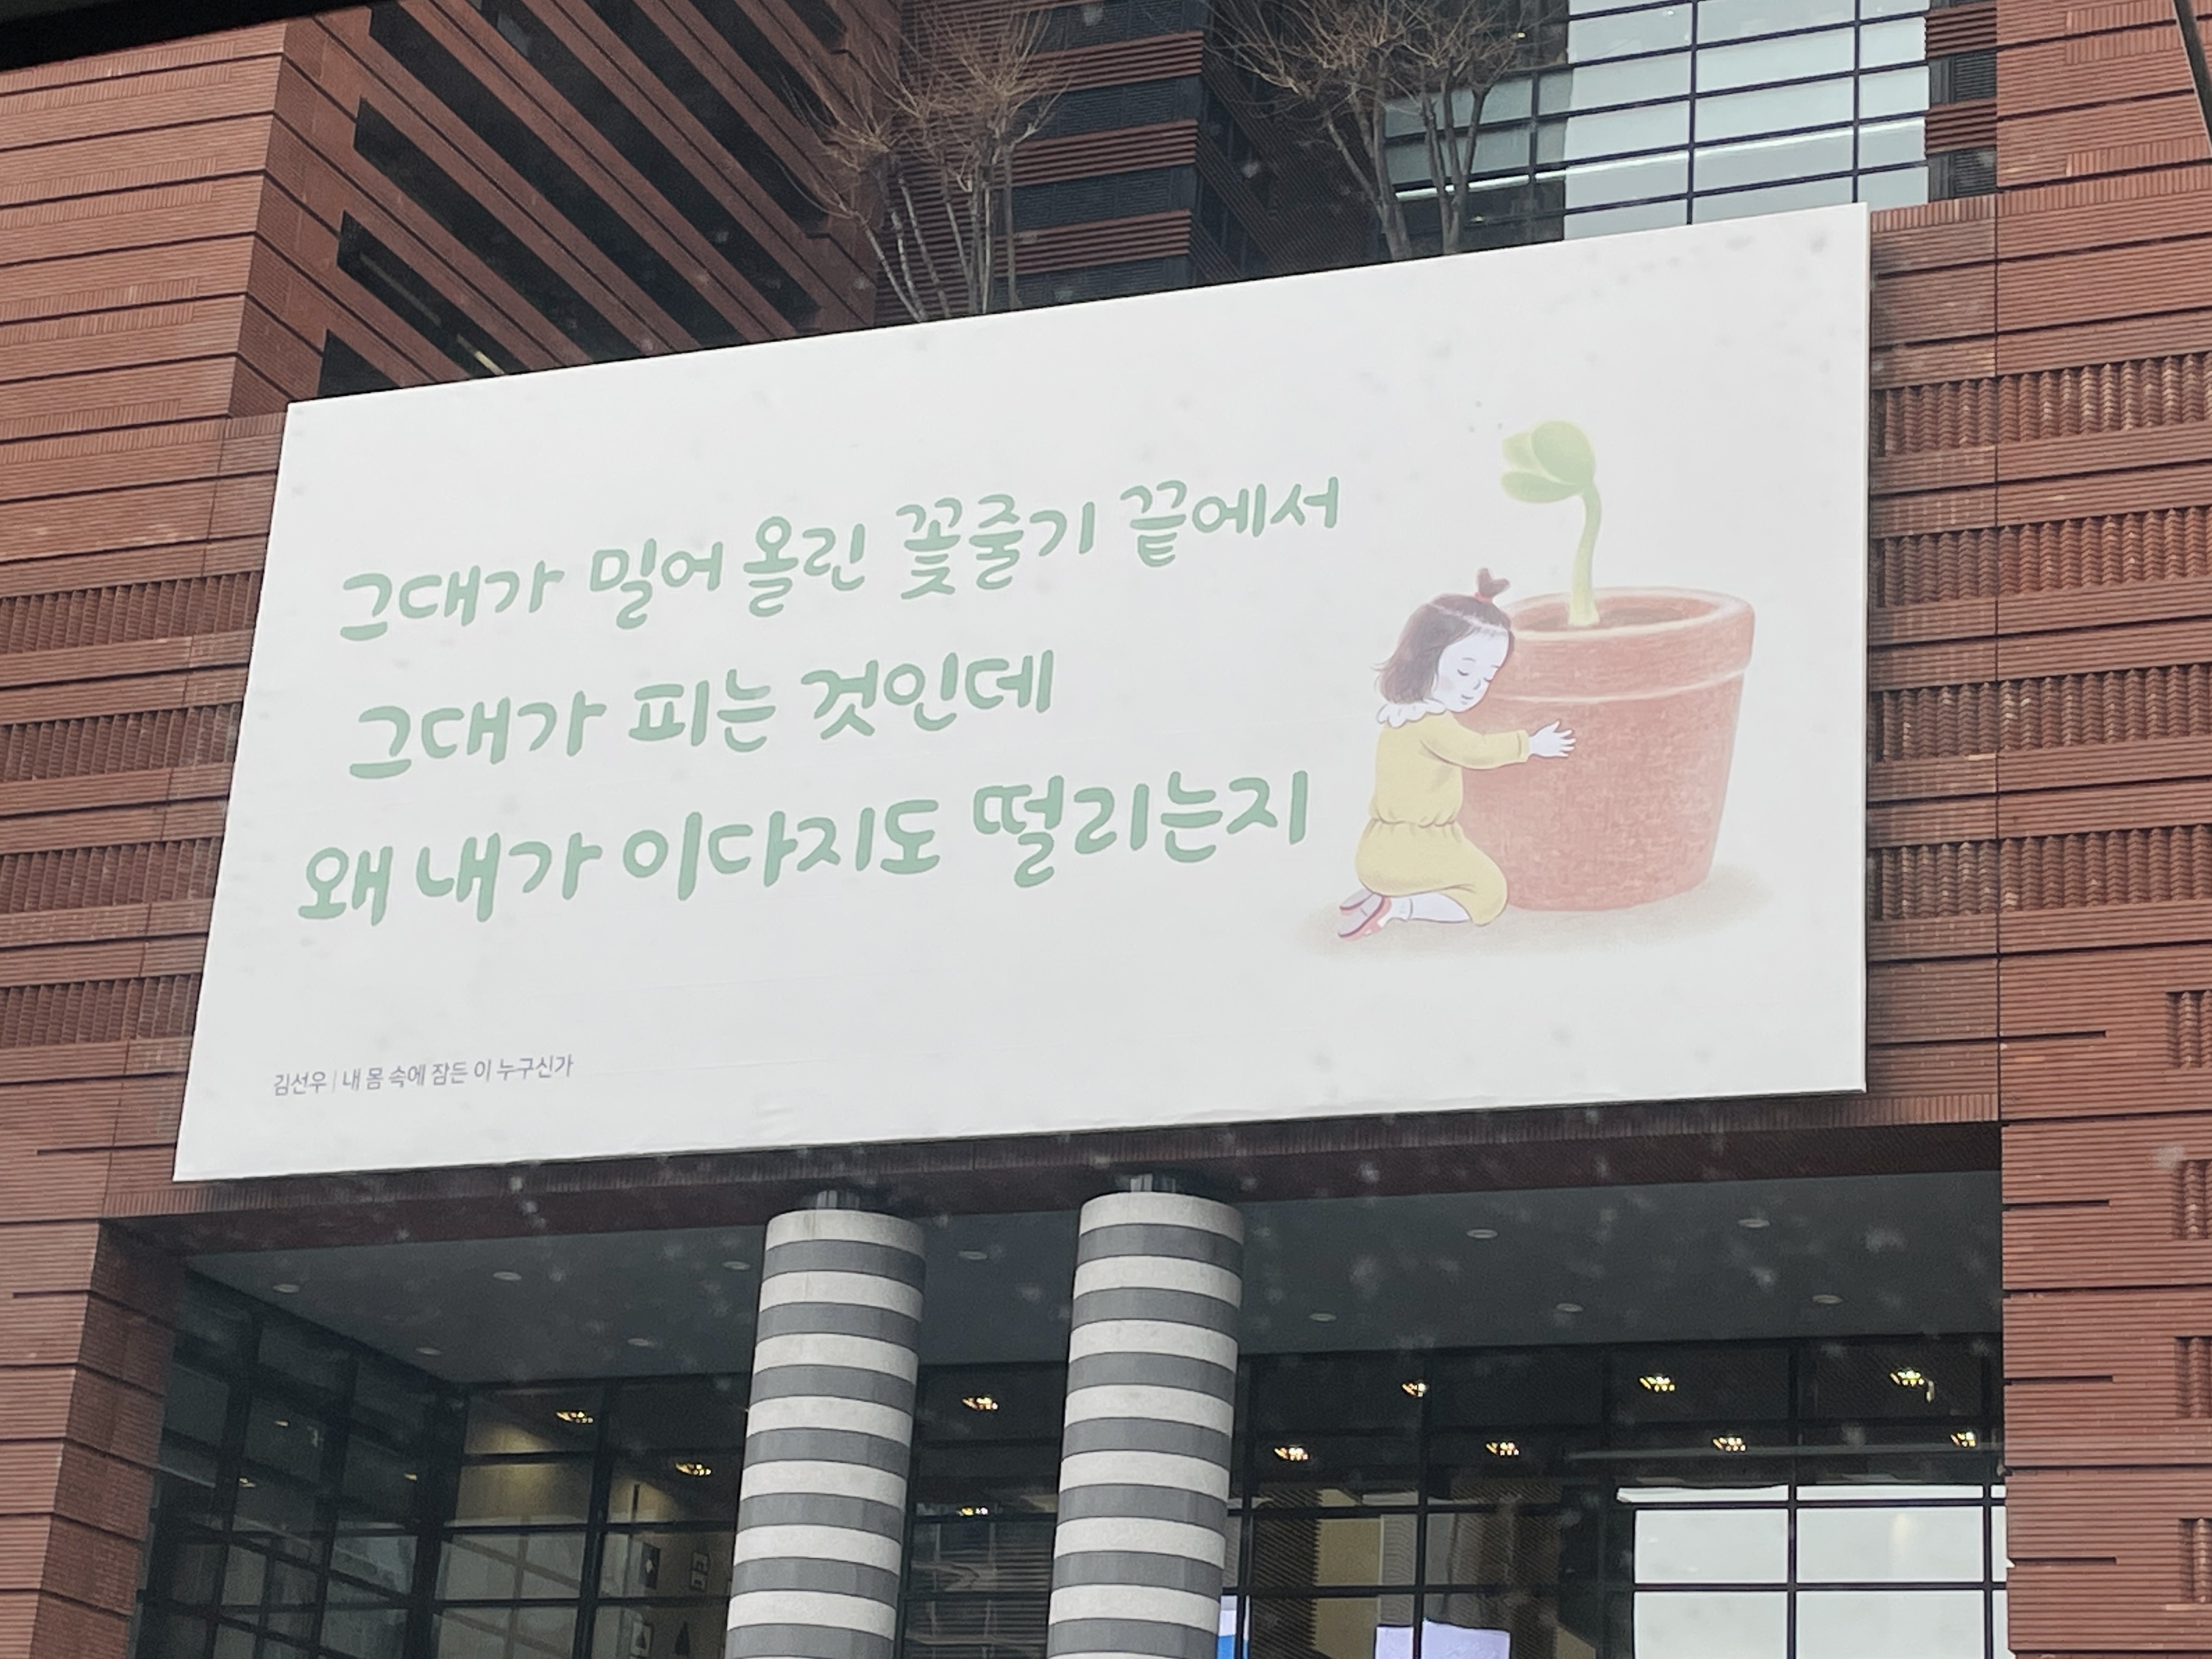 그대가 밀어 올린 꽃줄기 끝에서
그대가 피는 것인데
왜 내가 이다지도 떨리는지
김선우 | 내 몸 속에 잠든 이 누구신가